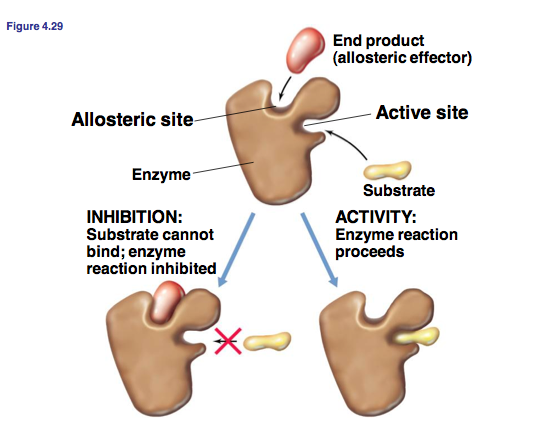 Figure 4.29
End product
(allosteric effector)
Allosteric site
Active site
Enzyme
Substrate
INHIBITION:
Substrate cannot
bind; enzyme
reaction inhibited
ACTIVITY:
Enzyme reaction
proceeds